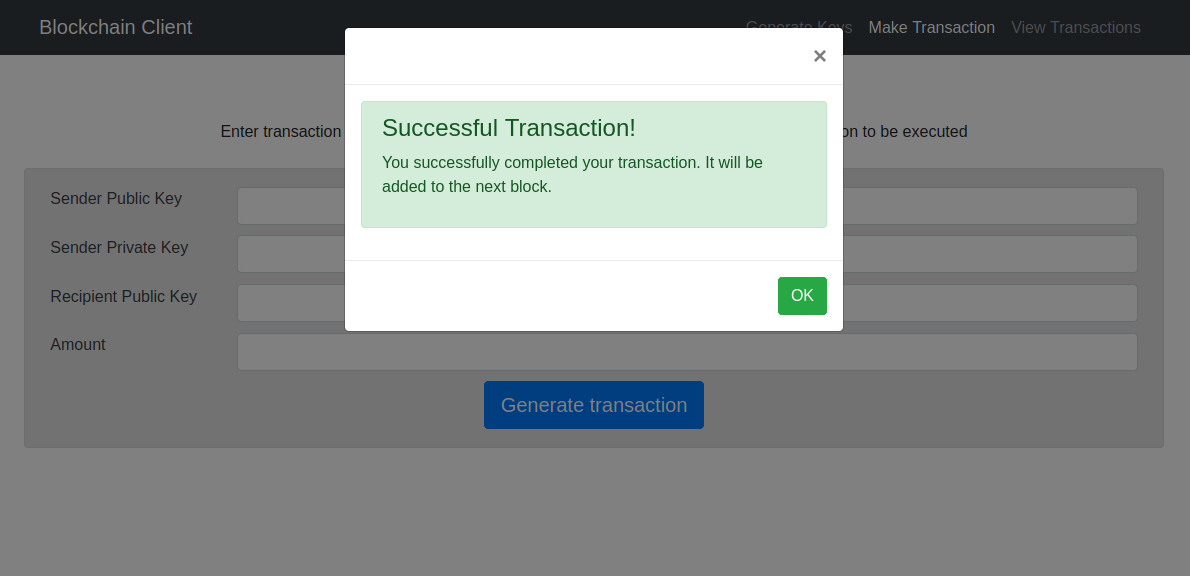 Blockchain Client
Generate Keys Make Transaction View Transactions
×
Successful Transaction!
You successfully completed your transaction. It will be
added to the next block.
OK
Enter transaction on to be executed
Sender Public Key
Sender Private Key
Recipient Public Key
Amount
Generate transaction